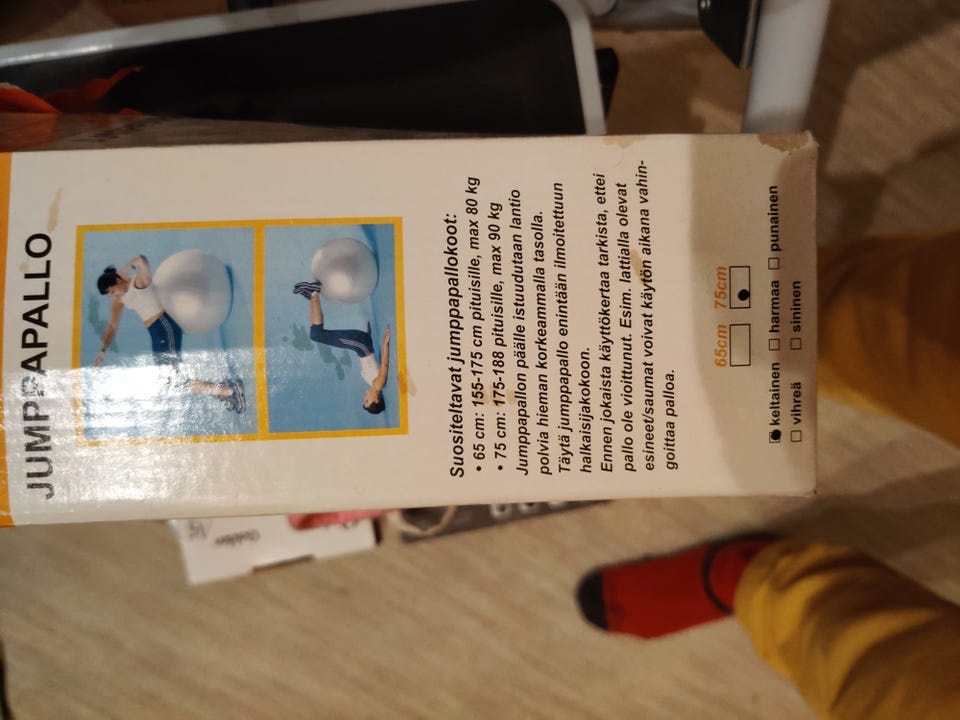 JUMPPAPALLO
Suositeltavat jumppapallokoot:
• 65 cm: 155-175 cm pituisille, max 80 kg
• 75 cm: 175-188 pituisille, max 90 kg
Jumppapallon päälle istuudutaan lantio
polvia hieman korkeammalla tasolla.
Täytä jumppapallo enintään ilmoitettuun
halkaisijakokoon.
Ennen jokaista käyttökertaa tarkista, ettei
pallo ole vioittunut. Esim. lattialla olevat
esineet/saumat voivat käytön aikana vahin-
goittaa palloa.
65cm 75cm
keltainen harmaa punainen
vihreä sininen